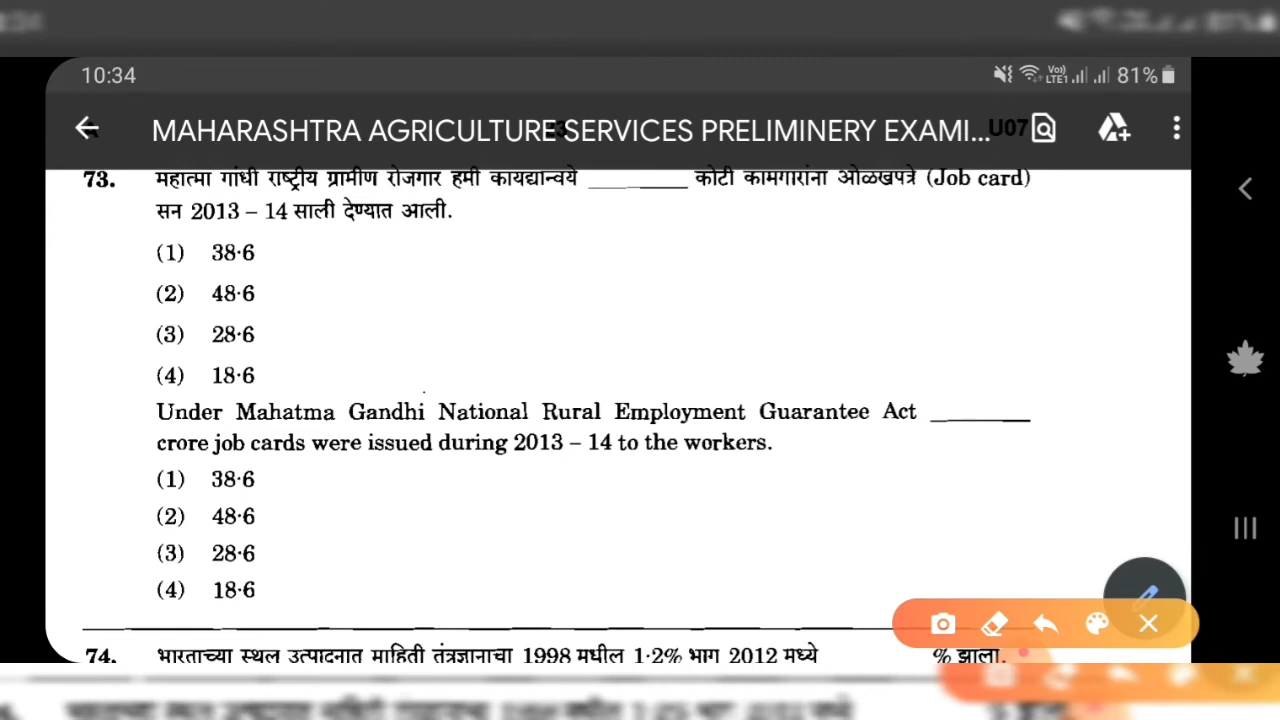 10:34
Vo))
LTE1
81%
MAHARASHTRA AGRICULTURE SERVICES PRELIMINERY EXAMI...
U07
73. महात्मा गांधी राष्ट्रीय ग्रामीण रोजगार हमी कायद्यान्वये ________ कोटी कामगारांना ओळखपत्रे (Job card)
सन 2013 – 14 साली देण्यात आली.
(1) 38·6
(2) 48·6
(3) 28·6
(4) 18·6
Under Mahatma Gandhi National Rural Employment Guarantee Act ________
crore job cards were issued during 2013 – 14 to the workers.
(1) 38·6
(2) 48·6
(3) 28·6
(4) 18·6
74. भारताच्या स्थूल उत्पादनात माहिती तंत्रज्ञानाचा 1998 मधील 1·2% भाग 2012 मध्ये % झाला.